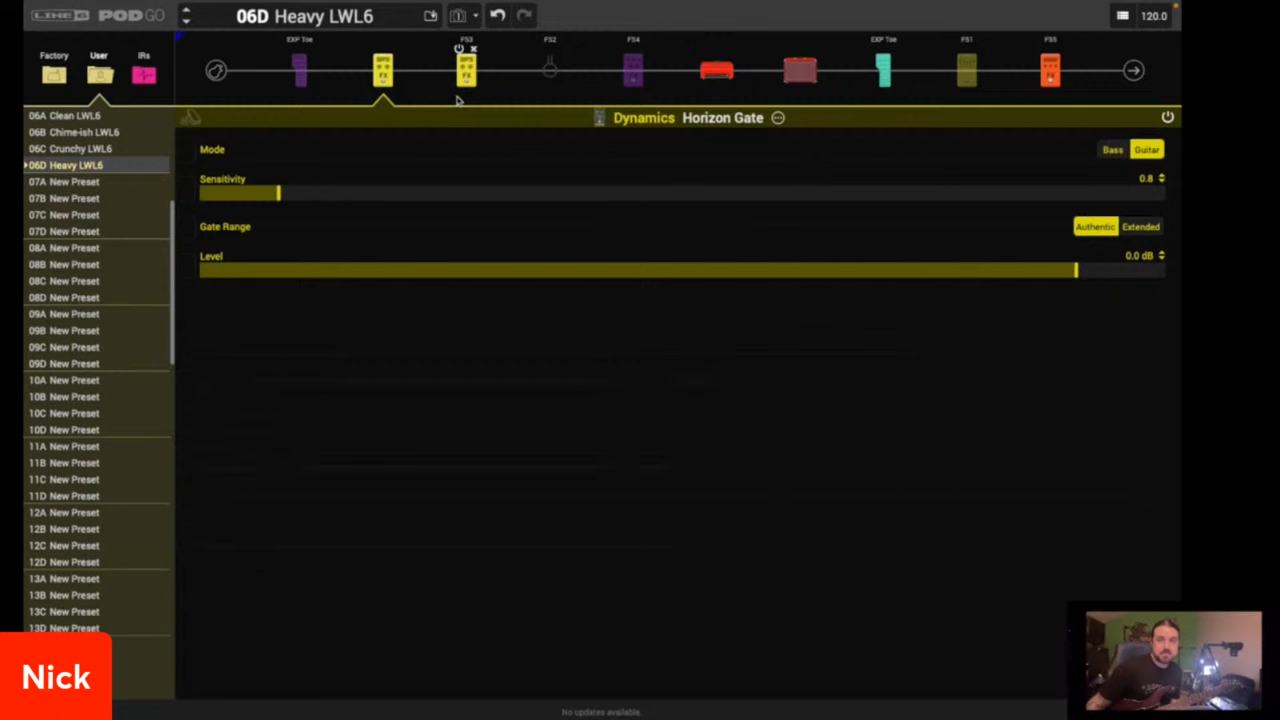 LINE 6 POD GO
06D Heavy LWL6
120.0
Factory
User
IRs
EXP Toe
FS3
FS2
FS4
EXP Toe
FS1
FS5
FX
FX
FX
Dynamics Horizon Gate
Mode
Bass Guitar
Sensitivity
0.8
Gate Range
Authentic Extended
Level
0.0 dB
06A Clean LWL6
06B Chime-ish LWL6
06C Crunchy LWL6
06D Heavy LWL6
07A New Preset
07B New Preset
07C New Preset
07D New Preset
08A New Preset
08B New Preset
08C New Preset
08D New Preset
09A New Preset
09B New Preset
09C New Preset
09D New Preset
10A New Preset
10B New Preset
10C New Preset
10D New Preset
11A New Preset
11B New Preset
11C New Preset
11D New Preset
12A New Preset
12B New Preset
12C New Preset
12D New Preset
13A New Preset
13B New Preset
13C New Preset
13D New Preset
Nick
No updates available.